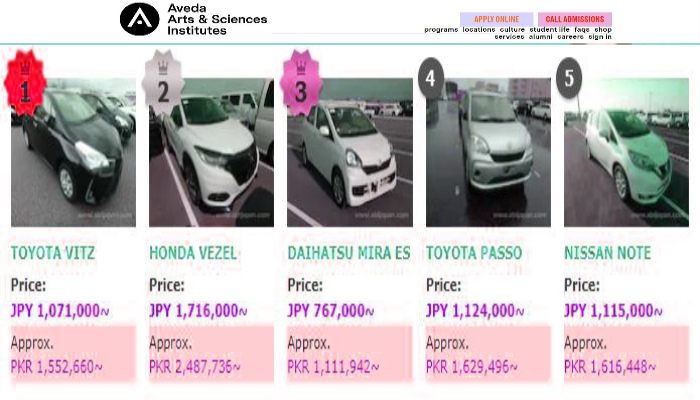 Aveda
Arts & Sciences
Institutes
APPLY ONLINE
CALL ADMISSIONS
programs locations culture student life faqs shop
services alumni careers sign in
1
2
3
4
5
TOYOTA VITZ
HONDA VEZEL
DAIHATSU MIRA ES
TOYOTA PASSO
NISSAN NOTE
Price:
Price:
Price:
Price:
Price:
JPY 1,071,000~
JPY 1,716,000~
JPY 767,000~
JPY 1,124,000~
JPY 1,115,000~
Approx.
Approx.
Approx.
Approx.
Approx.
PKR 1,552,660~
PKR 2,487,736~
PKR 1,111,942~
PKR 1,629,496~
PKR 1,616,448~